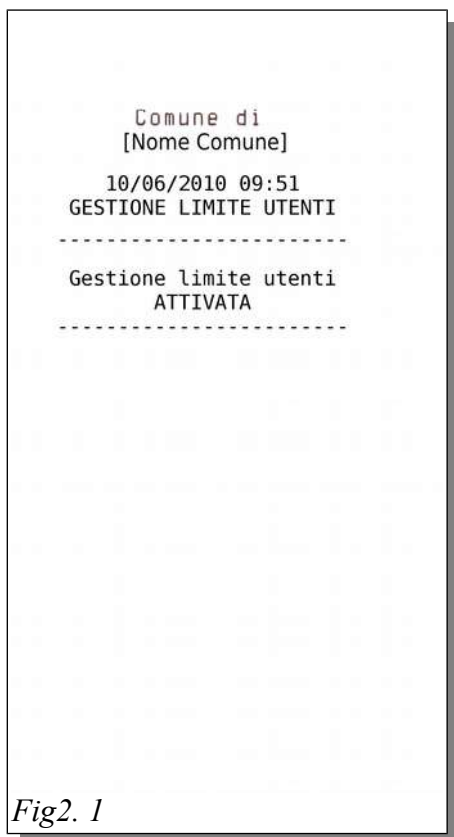 Comune di
[Nome Comune]
10/06/2010 09:51
GESTIONE LIMITE UTENTI
------------------------
Gestione limite utenti
ATTIVATA
------------------------
Fig2. 1